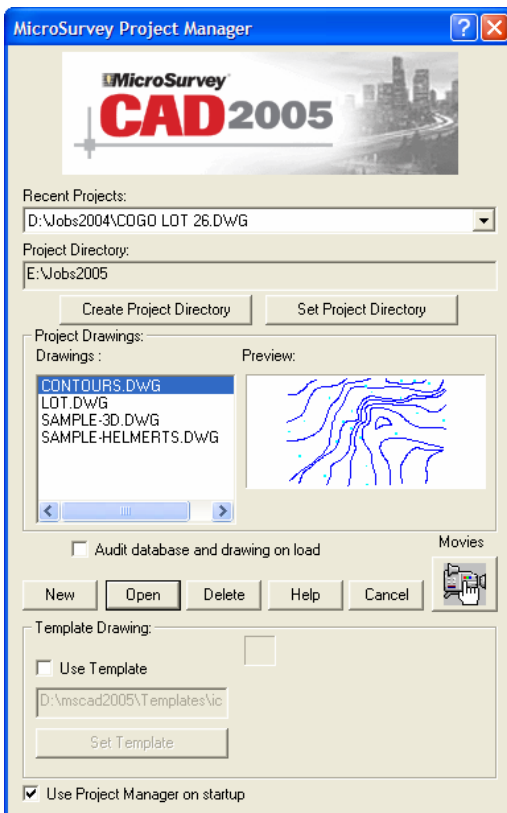 MicroSurvey Project Manager
MicroSurvey
CAD 2005
Recent Projects:
D:\Jobs2004\COGO LOT 26.DWG
Project Directory:
E:\Jobs2005
Create Project Directory
Set Project Directory
Project Drawings:
Drawings :
Preview:
CONTOURS.DWG
LOT.DWG
SAMPLE-3D.DWG
SAMPLE-HELMERTS.DWG
Audit database and drawing on load
Movies
New
Open
Delete
Help
Cancel
Template Drawing:
Use Template
D:\mscad2005\Templates\ic
Set Template
Use Project Manager on startup